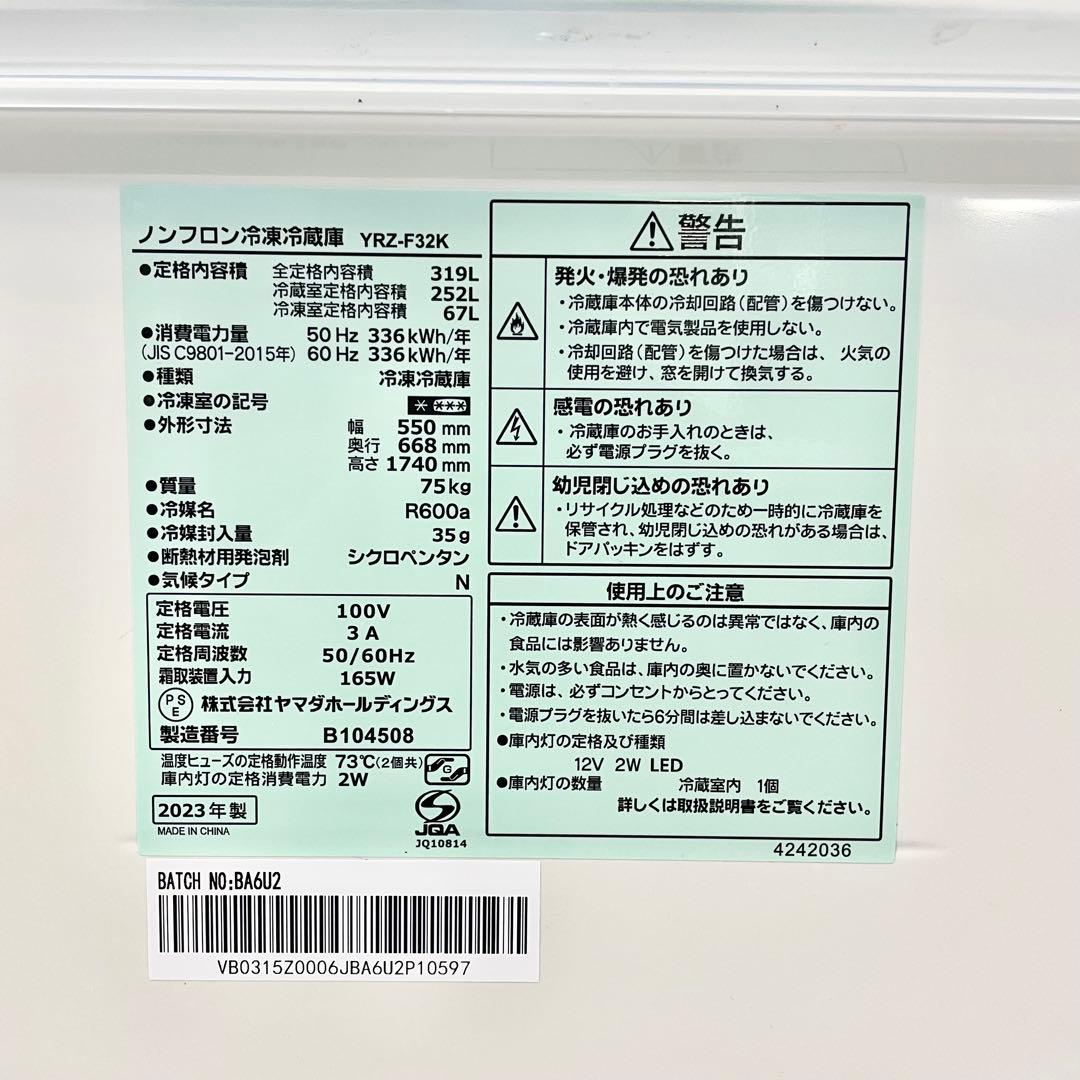 ノンフロン冷凍冷蔵庫 YRZ-F32K
●定格内容積 全定格内容積 319L
冷蔵室定格内容積 252L
冷凍室定格内容積 67L
●消費電力量 50Hz 336kWh/年
(JIS C9801-2015年) 60Hz 336kWh/年
●種類 冷凍冷蔵庫
●冷凍室の記号 * ***
●外形寸法 幅 550mm
奥行 668mm
高さ 1740mm
●質量 75kg
●冷媒名 R600a
●冷媒封入量 35g
●断熱材用発泡剤 シクロペンタン
●気候タイプ N
定格電圧 100V
定格電流 3A
定格周波数 50/60Hz
霜取装置入力 165W
PSE 株式会社ヤマダホールディングス
製造番号 B104508
温度ヒューズの定格動作温度 73℃(2個共)
庫内灯の定格消費電力 2W
G
2023年製
MADE IN CHINA
JQA
JQ10814
⚠警告
発火・爆発の恐れあり
・冷蔵庫本体の冷却回路(配管)を傷つけない。
・冷蔵庫内で電気製品を使用しない。
・冷却回路(配管)を傷つけた場合は、火気の
使用を避け、窓を開けて換気する。
感電の恐れあり
・冷蔵庫のお手入れのときは、
必ず電源プラグを抜く。
幼児閉じ込めの恐れあり
・リサイクル処理などのため一時的に冷蔵庫を
保管され、幼児閉じ込めの恐れがある場合は、
ドアパッキンをはずす。
使用上のご注意
・冷蔵庫の表面が熱く感じるのは異常ではなく、庫内の
食品には影響ありません。
・水気の多い食品は、庫内の奥に置かないでください。
・電源は、必ずコンセントからとってください。
・電源プラグを抜いたら6分間は差し込まないでください。
●庫内灯の定格及び種類
12V 2W LED
●庫内灯の数量 冷蔵室内 1個
詳しくは取扱説明書をご覧ください。
4242036
BATCH NO:BA6U2
VB0315Z0006JBA6U2P10597